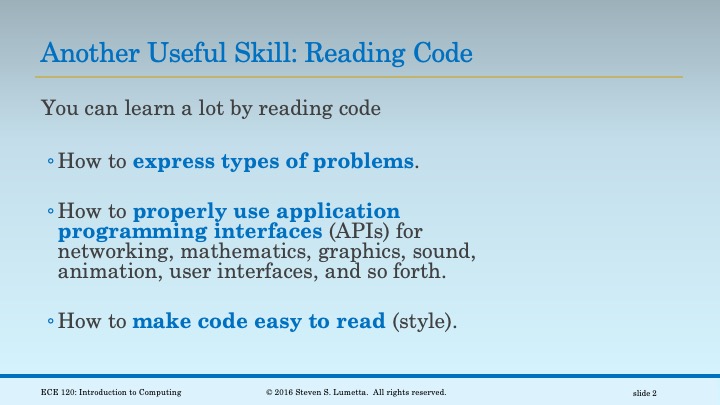 Another Useful Skill: Reading Code
You can learn a lot by reading code
◦How to express types of problems.
◦How to properly use application
programming interfaces (APIs) for
networking, mathematics, graphics, sound,
animation, user interfaces, and so forth.
◦How to make code easy to read (style).
ECE 120: Introduction to Computing
© 2016 Steven S. Lumetta. All rights reserved.
slide 2